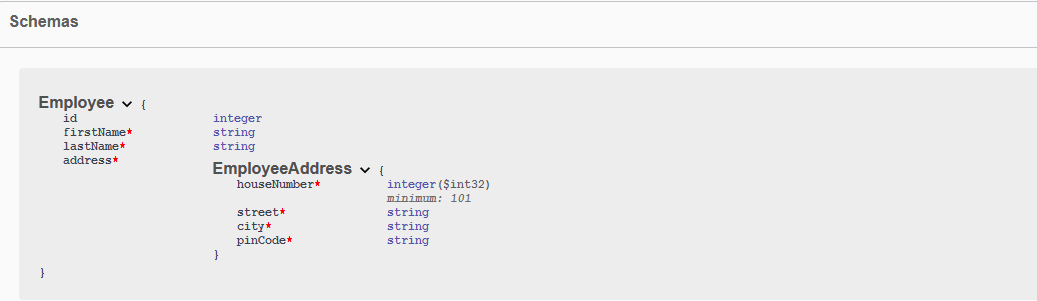 Schemas
Employee {
id integer
firstName* string
lastName* string
address*
EmployeeAddress {
houseNumber* integer($int32)
minimum: 101
street* string
city* string
pinCode* string
}
}